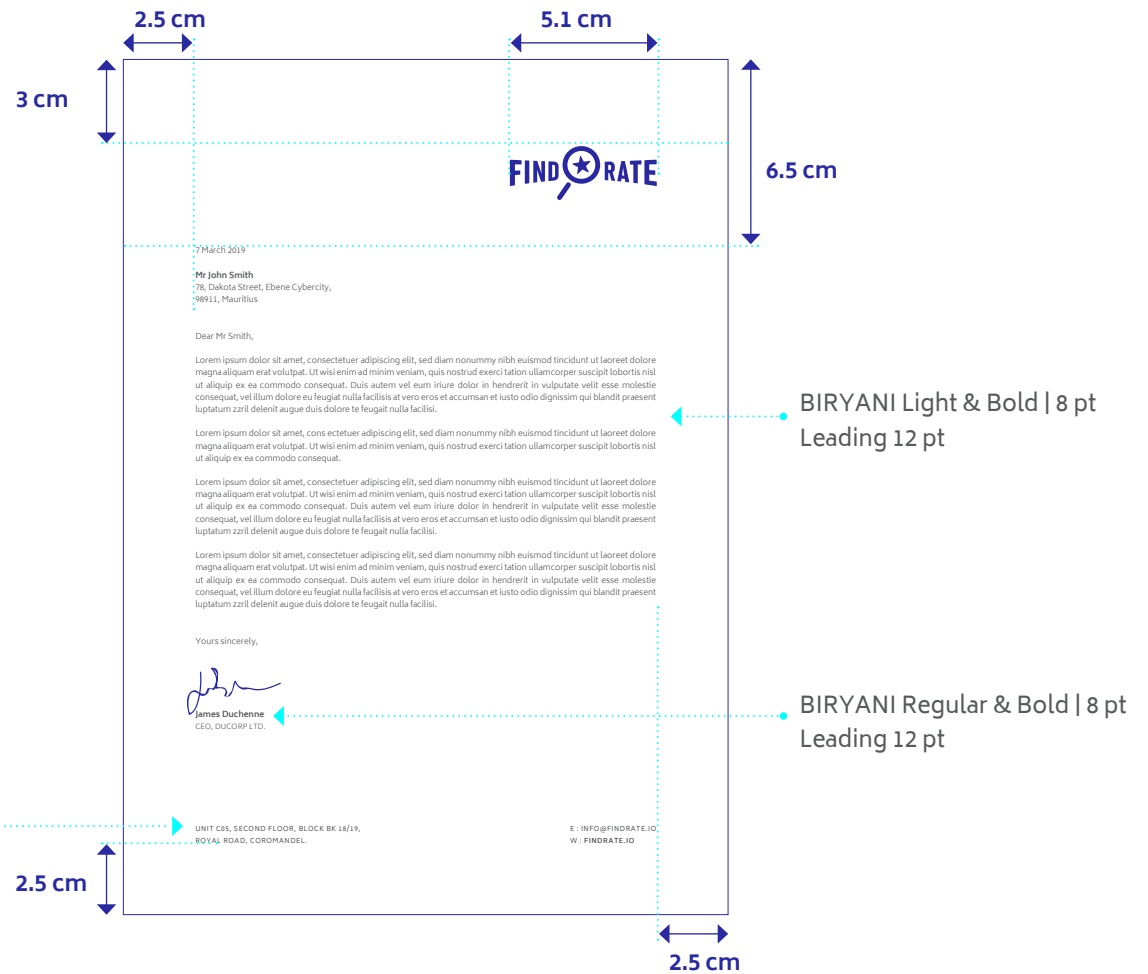 2.5 cm
5.1 cm
3 cm
FIND RATE
6.5 cm
7 March 2019
Mr John Smith
78, Dakota Street, Ebene Cybercity,
98911, Mauritius
Dear Mr Smith,
Lorem ipsum dolor sit amet, consectetuer adipiscing elit, sed diam nonummy nibh euismod tincidunt ut laoreet dolore
magna aliquam erat volutpat. Ut wisi enim ad minim veniam, quis nostrud exerci tation ullamcorper suscipit lobortis nisl
ut aliquip ex ea commodo consequat. Duis autem vel eum iriure dolor in hendrerit in vulputate velit esse molestie
consequat, vel illum dolore eu feugiat nulla facilisis at vero eros et accumsan et iusto odio dignissim qui blandit praesent
luptatum zzril delenit augue duis dolore te feugait nulla facilisi.
BIRYANI Light & Bold | 8 pt
Leading 12 pt
Lorem ipsum dolor sit amet, cons ectetuer adipiscing elit, sed diam nonummy nibh euismod tincidunt ut laoreet dolore
magna aliquam erat volutpat. Ut wisi enim ad minim veniam, quis nostrud exerci tation ullamcorper suscipit lobortis nisl
ut aliquip ex ea commodo consequat.
Lorem ipsum dolor sit amet, consectetuer adipiscing elit, sed diam nonummy nibh euismod tincidunt ut laoreet dolore
magna aliquam erat volutpat. Ut wisi enim ad minim veniam, quis nostrud exerci tation ullamcorper suscipit lobortis nisl
ut aliquip ex ea commodo consequat. Duis autem vel eum iriure dolor in hendrerit in vulputate velit esse molestie
consequat, vel illum dolore eu feugiat nulla facilisis at vero eros et accumsan et iusto odio dignissim qui blandit praesent
luptatum zzril delenit augue duis dolore te feugait nulla facilisi.
Lorem ipsum dolor sit amet, consectetuer adipiscing elit, sed diam nonummy nibh euismod tincidunt ut laoreet dolore
magna aliquam erat volutpat. Ut wisi enim ad minim veniam, quis nostrud exerci tation ullamcorper suscipit lobortis nisl
ut aliquip ex ea commodo consequat. Duis autem vel eum iriure dolor in hendrerit in vulputate velit esse molestie
consequat, vel illum dolore eu feugiat nulla facilisis at vero eros et accumsan et iusto odio dignissim qui blandit praesent
luptatum zzril delenit augue duis dolore te feugait nulla facilisi.
Yours sincerely,
James Duchenne
CEO, DUCORP LTD.
BIRYANI Regular & Bold | 8 pt
Leading 12 pt
UNIT C05, SECOND FLOOR, BLOCK BK 18/19,
ROYAL ROAD, COROMANDEL.
E : INFO@FINDRATE.IO
W : FINDRATE.IO
2.5 cm
2.5 cm